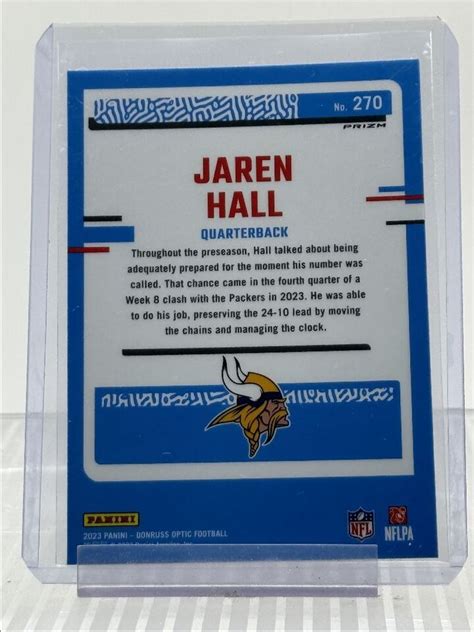 No. 270
PRIZM
JAREN
HALL
QUARTERBACK
Throughout the preseason, Hall talked about being
adequately prepared for the moment his number was
called. That chance came in the fourth quarter of a
Week 8 clash with the Packers in 2023. He was able
to do his job, preserving the 24-10 lead by moving
the chains and managing the clock.
PANINI
NFL
NFLPA
2023 PANINI - DONRUSS OPTIC FOOTBALL